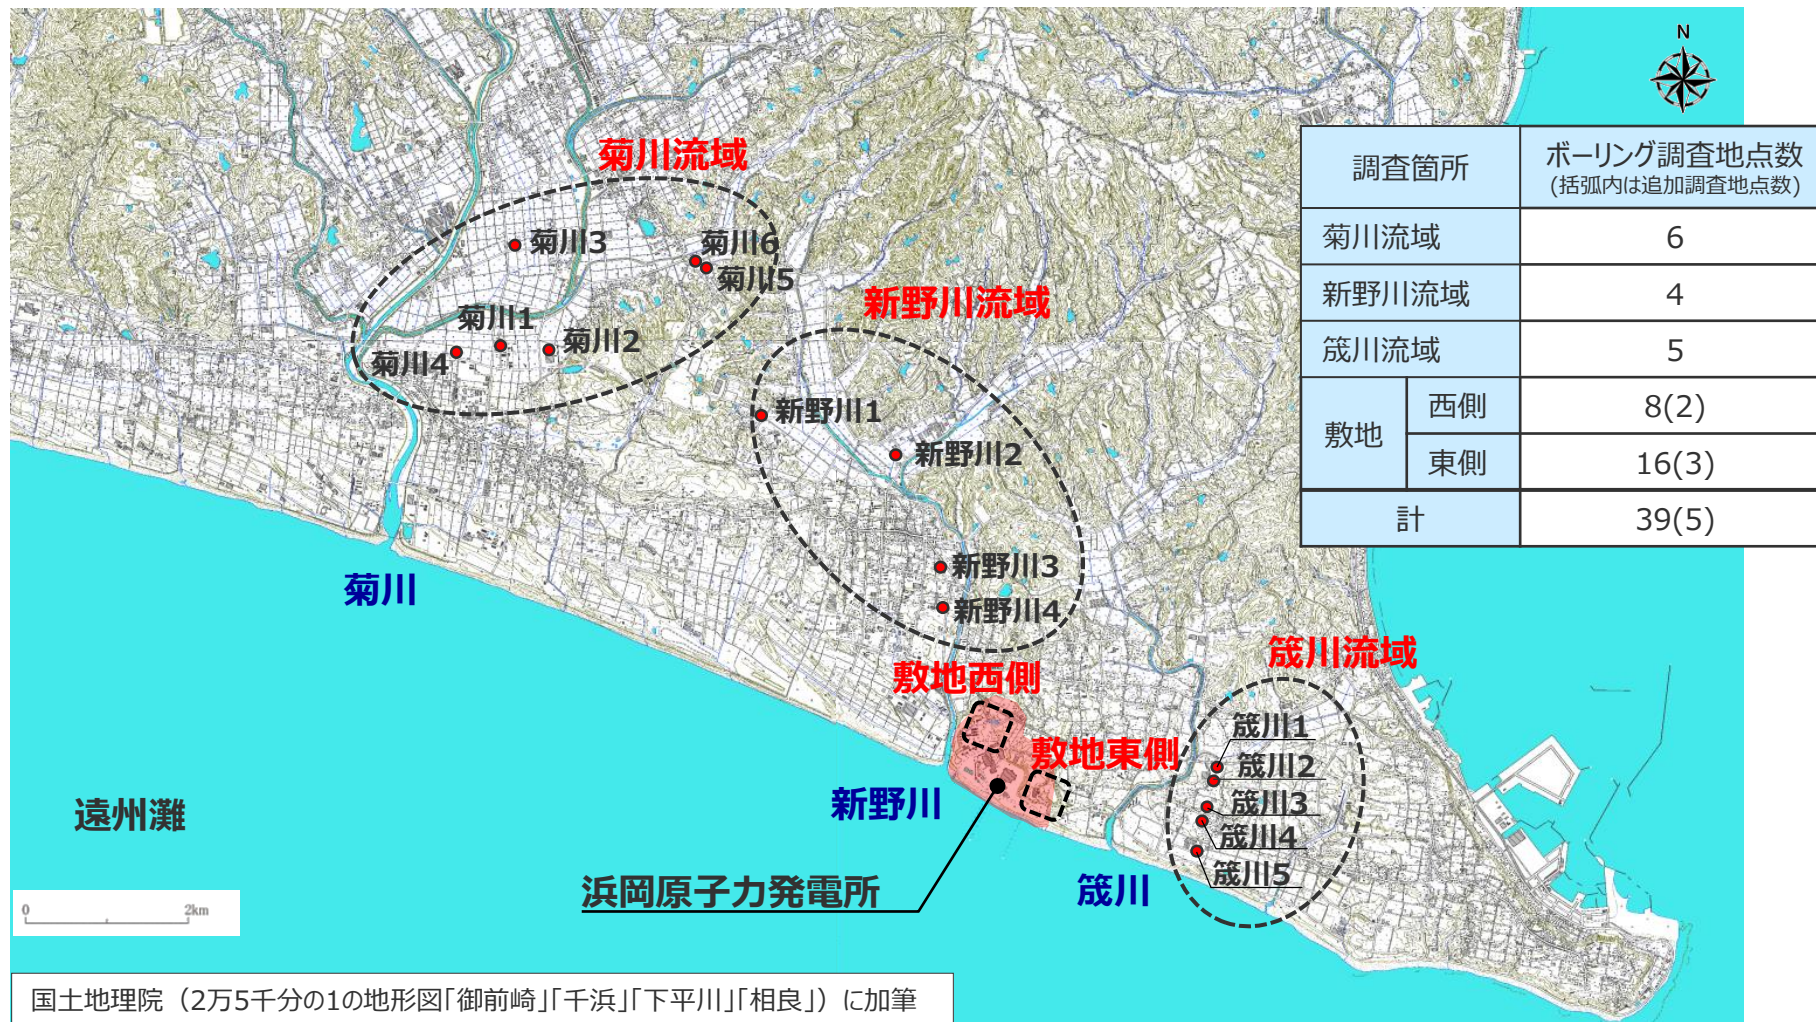 N
調査箇所
ボーリング調査地点数
(括弧内は追加調査地点数)
菊川流域
6
新野川流域
4
筬川流域
5
敷地
西側
8(2)
東側
16(3)
計
39(5)
菊川流域
菊川3
菊川6
菊川5
菊川1
菊川2
菊川4
新野川流域
新野川1
新野川2
新野川3
新野川4
菊川
筬川流域
敷地西側
敷地東側
筬川1
筬川2
筬川3
筬川4
筬川5
新野川
遠州灘
浜岡原子力発電所
筬川
0 2km
国土地理院（2万5千分の1の地形図「御前崎」「千浜」「下平川」「相良」）に加筆